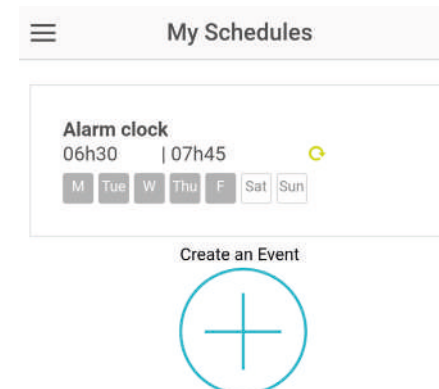 My Schedules
Alarm clock
06h30 | 07h45
M Tue W Thu F Sat Sun
Create an Event